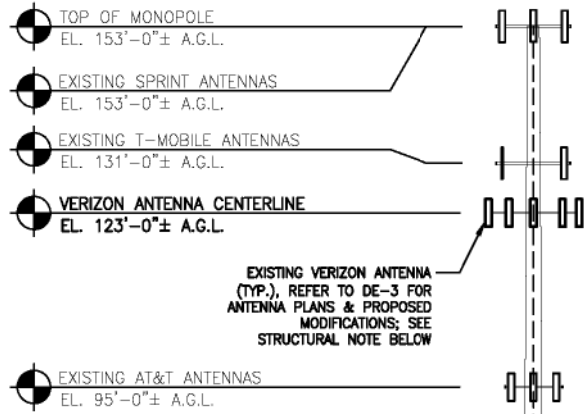 TOP OF MONOPOLE
EL. 153'-0"± A.G.L.
EXISTING SPRINT ANTENNAS
EL. 153'-0"± A.G.L.
EXISTING T-MOBILE ANTENNAS
EL. 131'-0"± A.G.L.
VERIZON ANTENNA CENTERLINE
EL. 123'-0"± A.G.L.
EXISTING VERIZON ANTENNA
(TYP.), REFER TO DE-3 FOR
ANTENNA PLANS & PROPOSED
MODIFICATIONS; SEE
STRUCTURAL NOTE BELOW
EXISTING AT&T ANTENNAS
EL. 95'-0"± A.G.L.